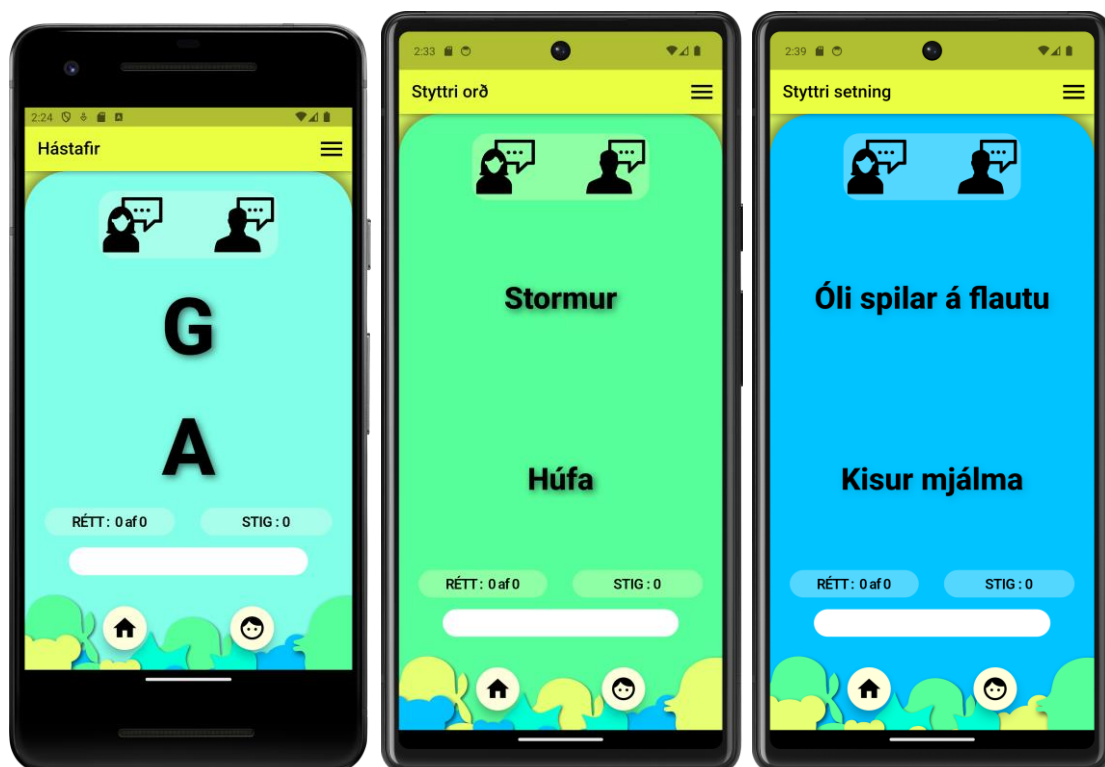 2:24
Hástafir
G
A
RÉTT : 0 af 0 STIG : 0
2:33
Styttri orð
Stormur
Húfa
RÉTT : 0 af 0 STIG : 0
2:39
Styttri setning
Óli spilar á flautu
Kisur mjálma
RÉTT : 0 af 0 STIG : 0